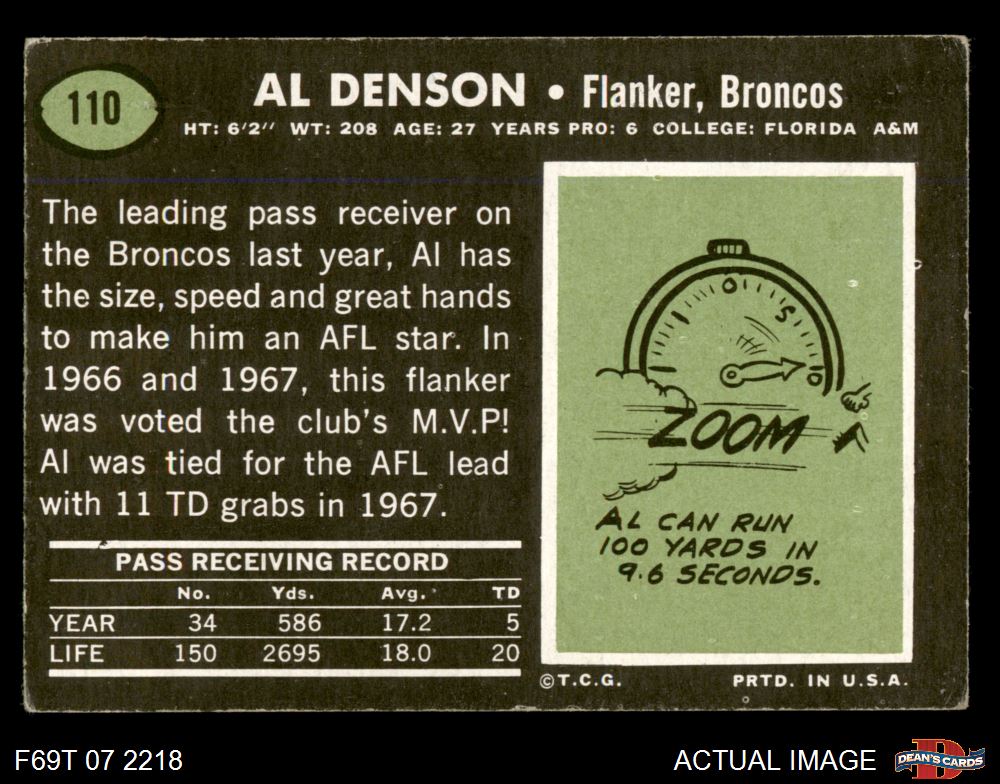 110
AL DENSON • Flanker, Broncos
HT: 6'2" WT: 208 AGE: 27 YEARS PRO: 6 COLLEGE: FLORIDA A&M
The leading pass receiver on
the Broncos last year, Al has
the size, speed and great hands
to make him an AFL star. In
1966 and 1967, this flanker
was voted the club's M.V.P!
Al was tied for the AFL lead
with 11 TD grabs in 1967.
PASS RECEIVING RECORD
No. Yds. Avg. TD
YEAR 34 586 17.2 5
LIFE 150 2695 18.0 20
0
5
10
ZOOM
AL CAN RUN
100 YARDS IN
9.6 SECONDS.
©T.C.G. PRTD. IN U.S.A.
F69T 07 2218
ACTUAL IMAGE
D
DEAN'S CARDS